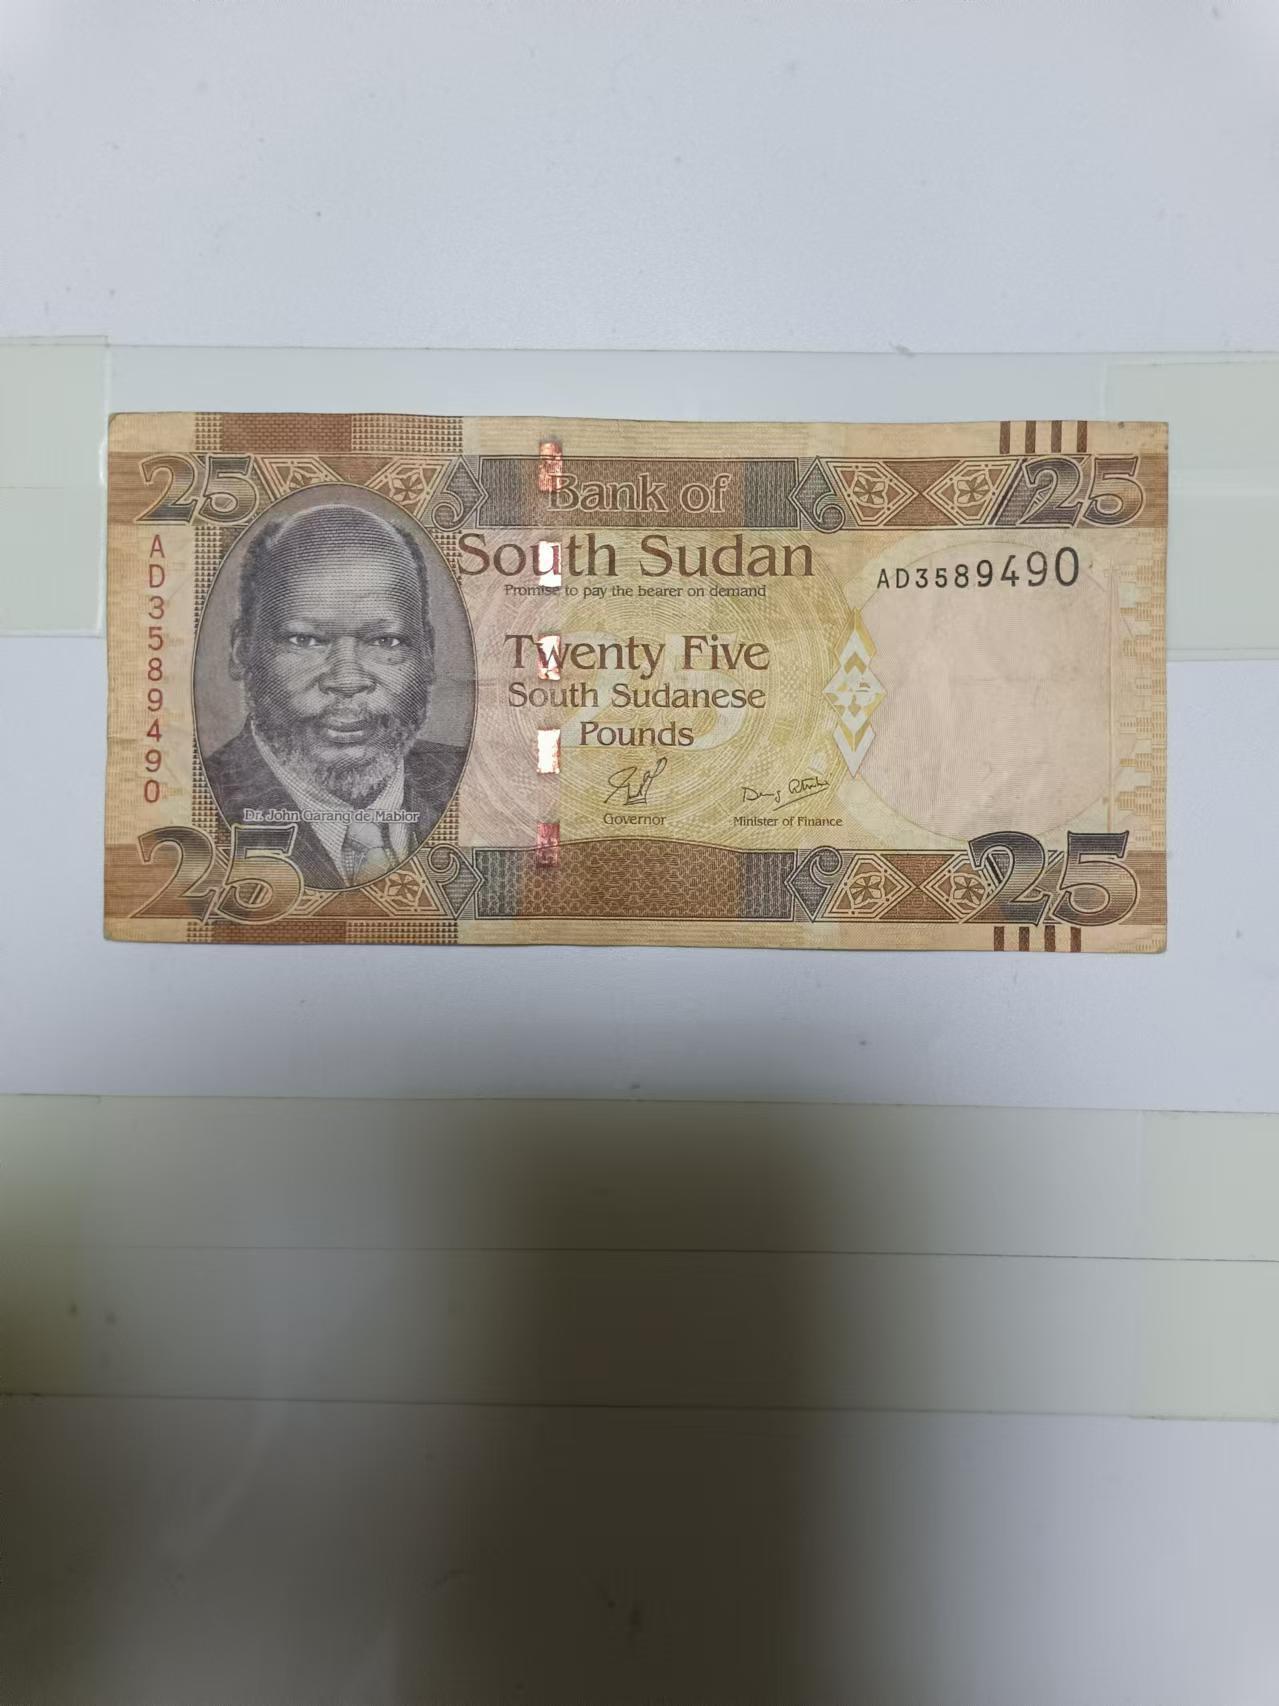 25
Bank of
25
South Sudan
Promise to pay the bearer on demand
AD3589490
AD3589490
Twenty Five
South Sudanese
Pounds
25
Governor
Minister of Finance
Dr. John Garang de Mabior
25
25